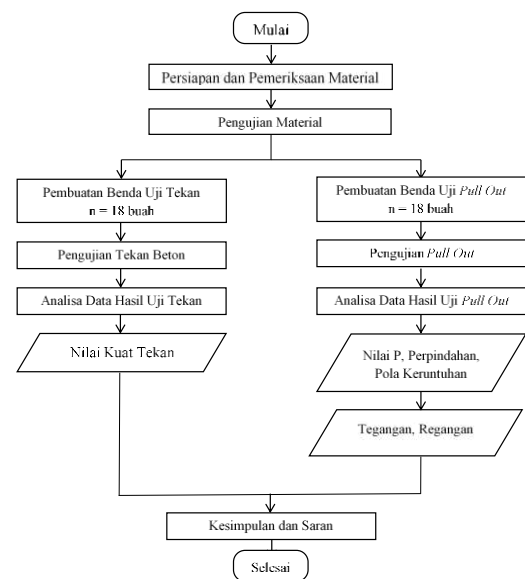 Mulai
Persiapan dan Pemeriksaan Material
Pengujian Material
Pembuatan Benda Uji Tekan
n = 18 buah
Pengujian Tekan Beton
Analisa Data Hasil Uji Tekan
Nilai Kuat Tekan
Pembuatan Benda Uji Pull Out
n = 18 buah
Pengujian Pull Out
Analisa Data Hasil Uji Pull Out
Nilai P, Perpindahan,
Pola Keruntuhan
Tegangan, Regangan
Kesimpulan dan Saran
Selesai